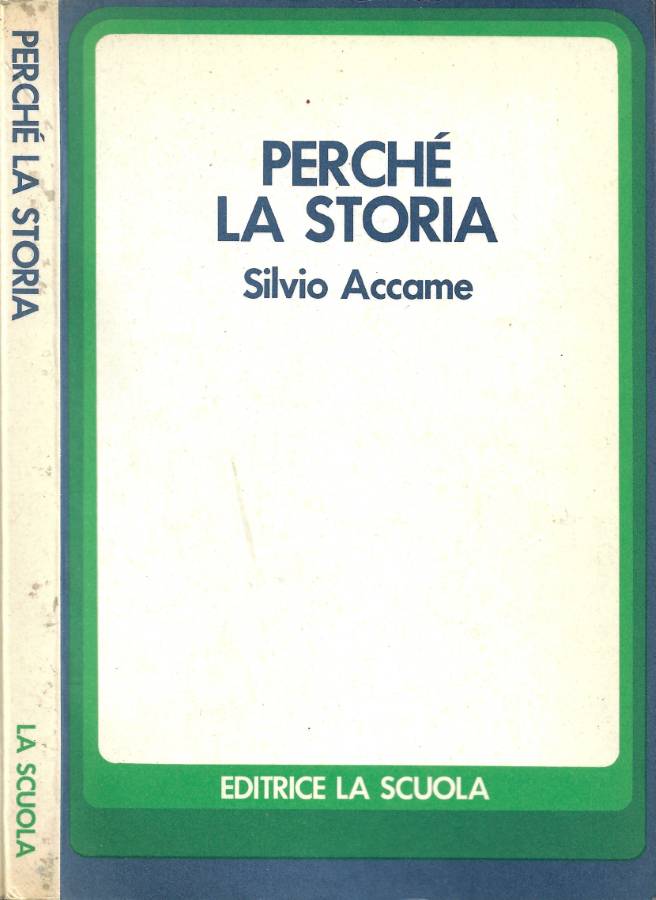 PERCHÉ LA STORIA
LA SCUOLA
PERCHÉ
LA STORIA
Silvio Accame
EDITRICE LA SCUOLA